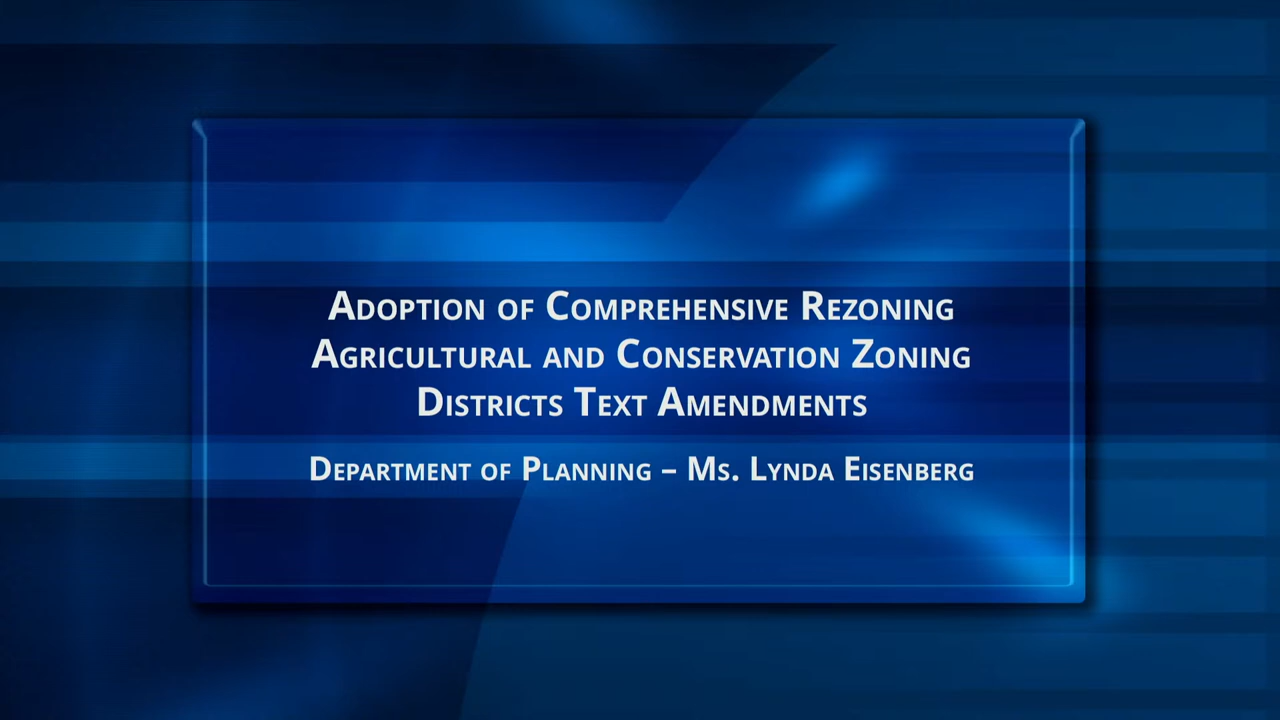 Adoption of Comprehensive Rezoning
Agricultural and Conservation Zoning
Districts Text Amendments
Department of Planning – Ms. Lynda Eisenberg